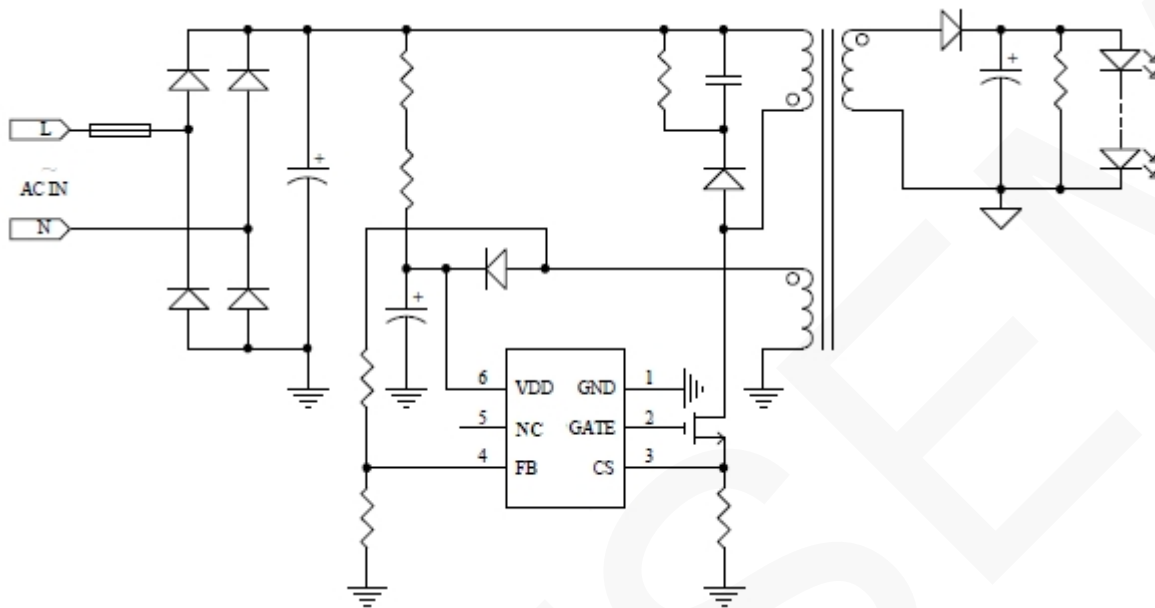 L
~
AC IN
N
+
+
+
6 VDD GND 1
5 NC GATE 2
4 FB CS 3